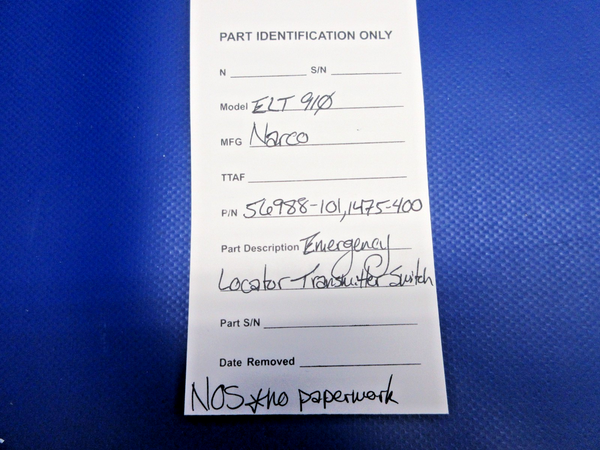 PART IDENTIFICATION ONLY
N S/N
Model ELT 910
MFG Narco
TTAF
P/N 56988-101,1475-400
Part Description Emergency
Locator Transmitter Switch
Part S/N
Date Removed
NOS *no paperwork